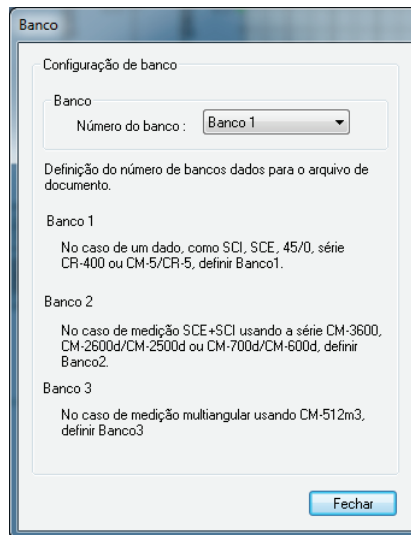 Banco
Configuração de banco
Banco
Número do banco :
Banco 1
Definição do número de bancos dados para o arquivo de
documento.
Banco 1
No caso de um dado, como SCI, SCE, 45/0, série
CR-400 ou CM-5/CR-5, definir Banco1.
Banco 2
No caso de medição SCE+SCI usando a série CM-3600,
CM-2600d/CM-2500d ou CM-700d/CM-600d, definir
Banco2.
Banco 3
No caso de medição multiangular usando CM-512m3,
definir Banco3
Fechar